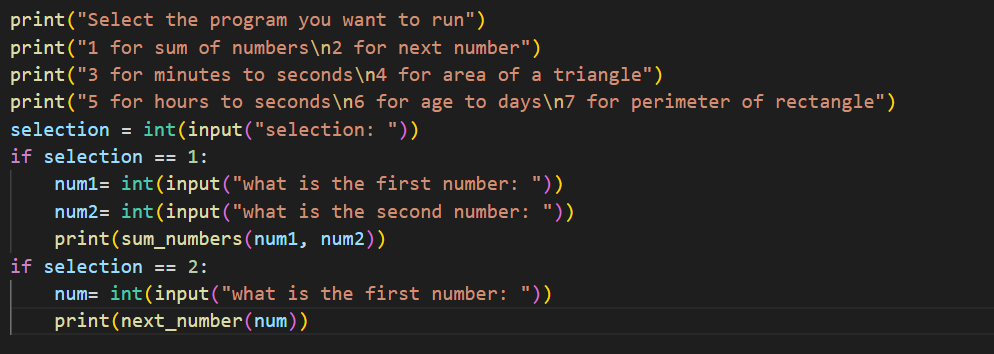 print("Select the program you want to run")
print("1 for sum of numbers\n2 for next number")
print("3 for minutes to seconds\n4 for area of a triangle")
print("5 for hours to seconds\n6 for age to days\n7 for perimeter of rectangle")
selection = int(input("selection: "))
if selection == 1:
    num1= int(input("what is the first number: "))
    num2= int(input("what is the second number: "))
    print(sum_numbers(num1, num2))
if selection == 2:
    num= int(input("what is the first number: "))
    print(next_number(num))